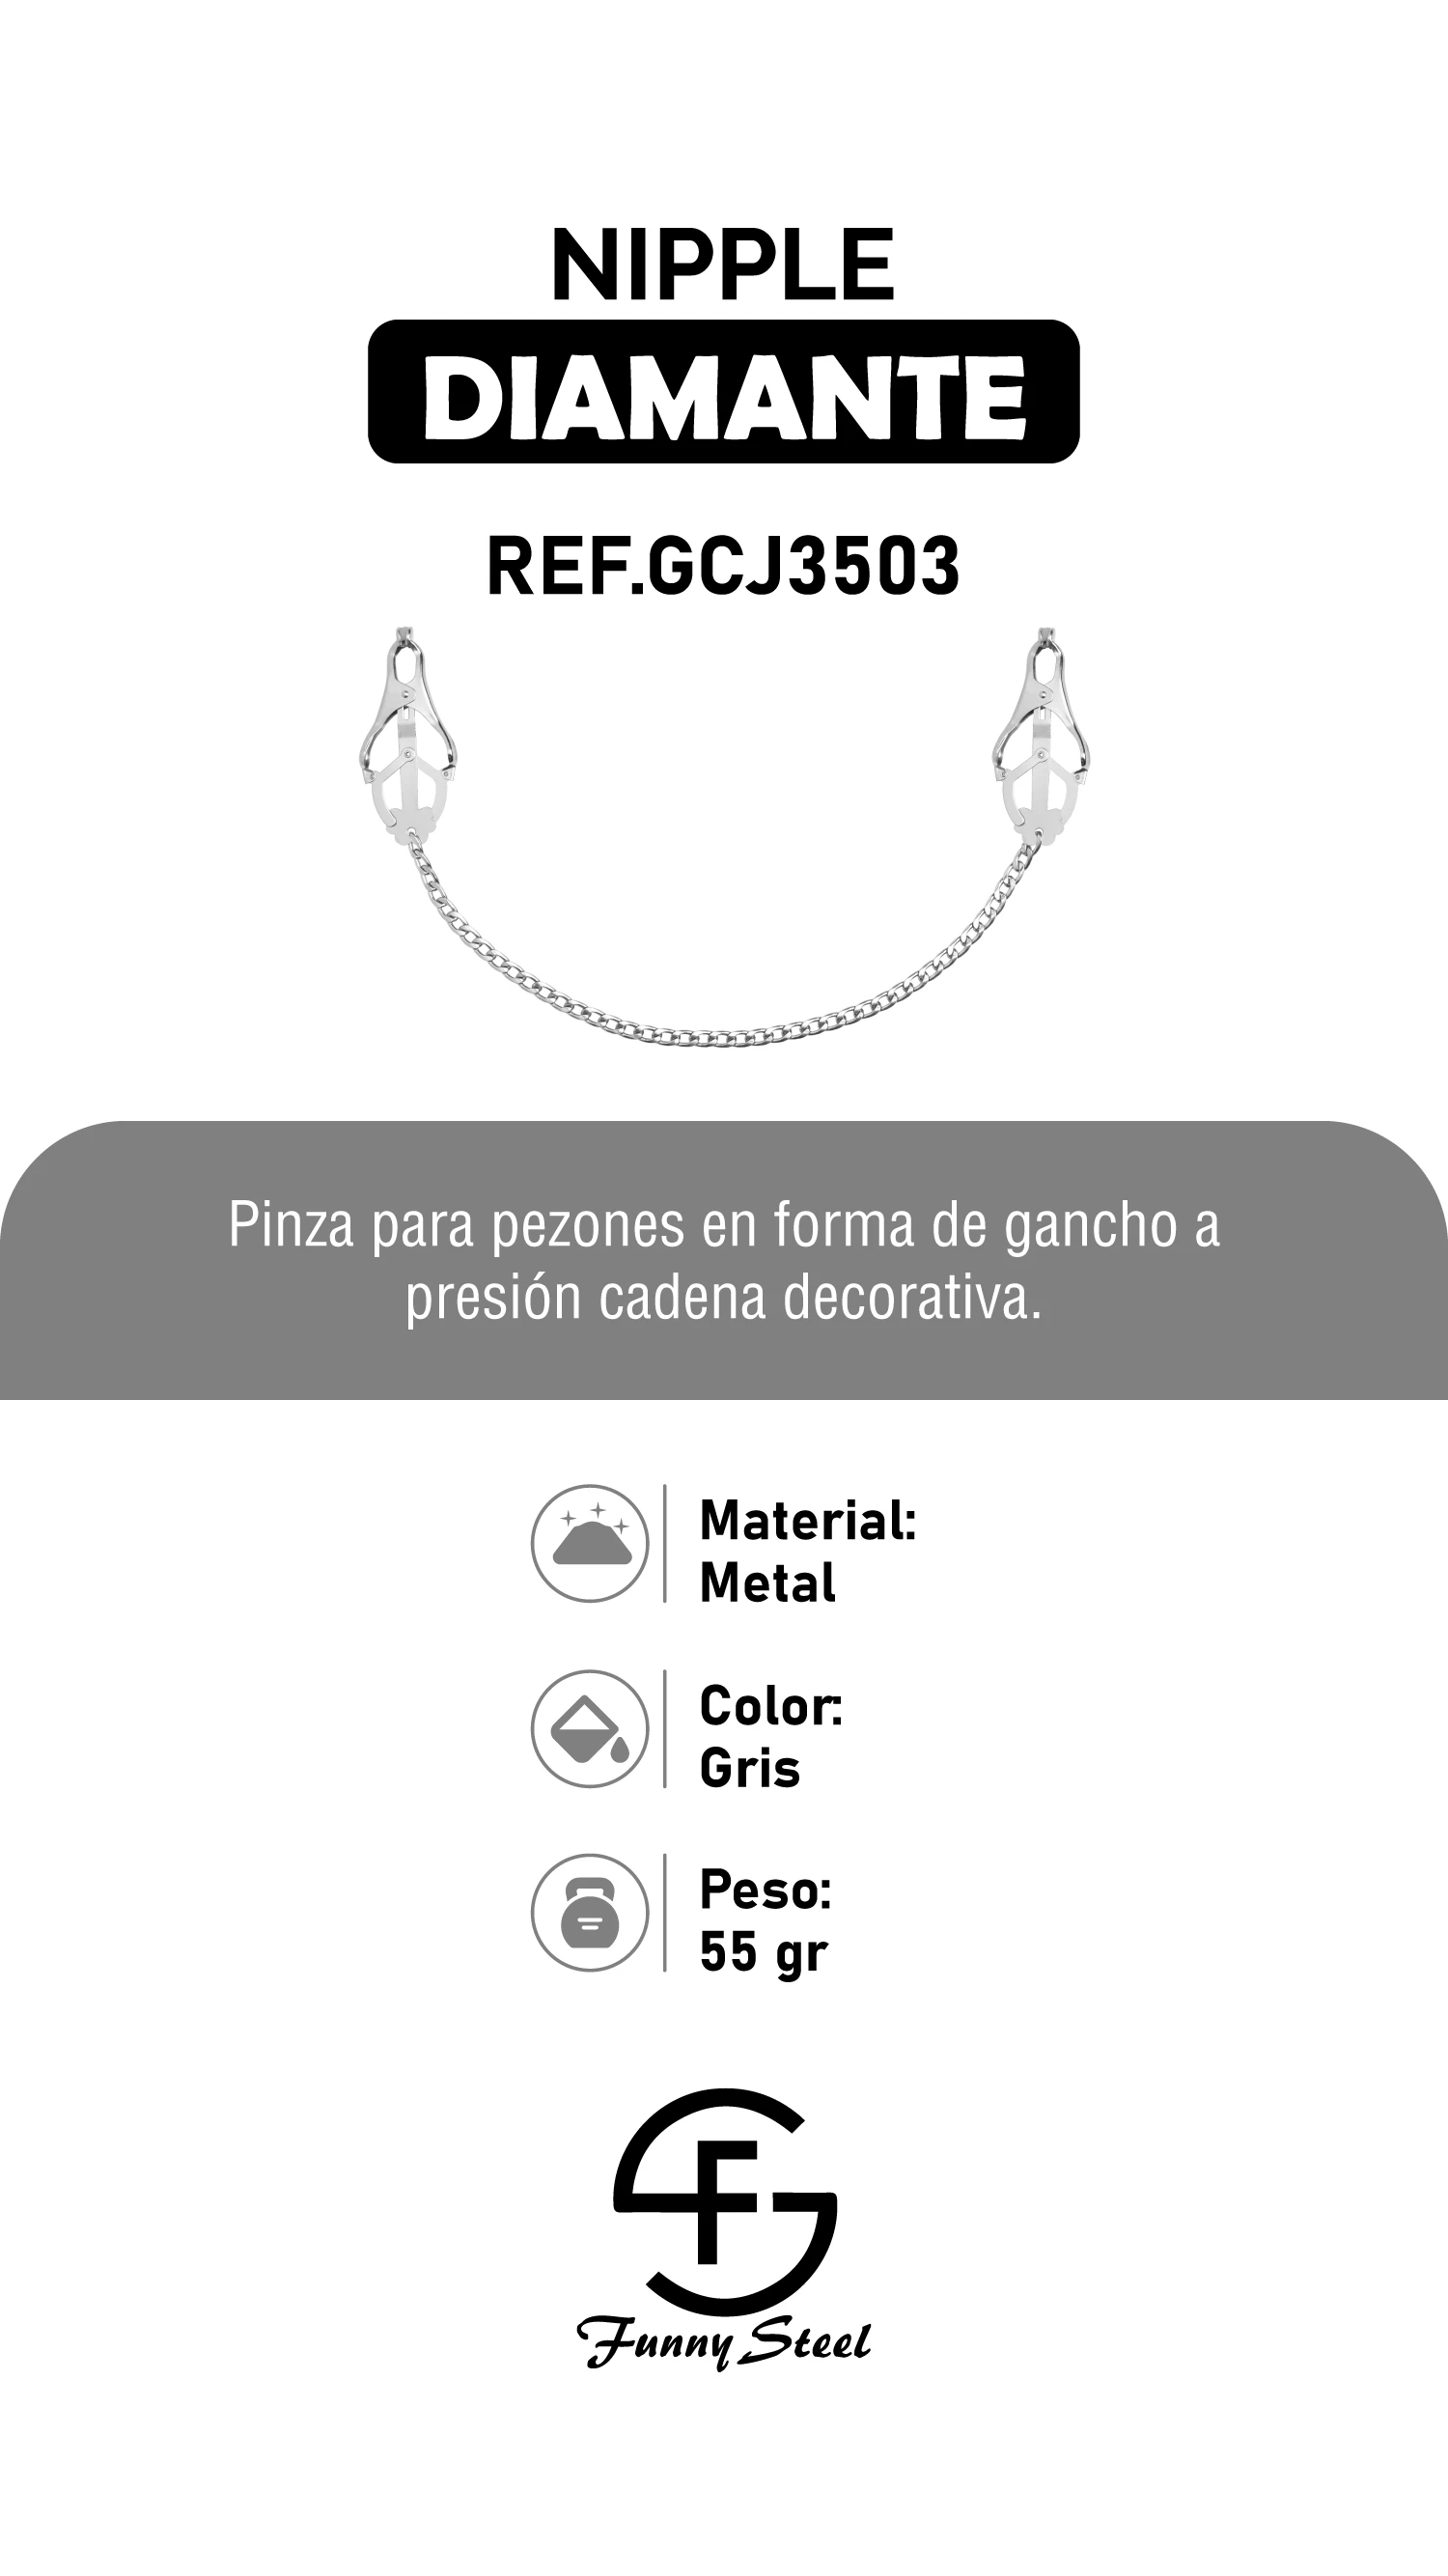 NIPPLE
DIAMANTE
REF.GCJ3503
Pinza para pezones en forma de gancho a
presión cadena decorativa.
Material:
Metal
Color:
Gris
Peso:
55 gr
SF
Funny Steel